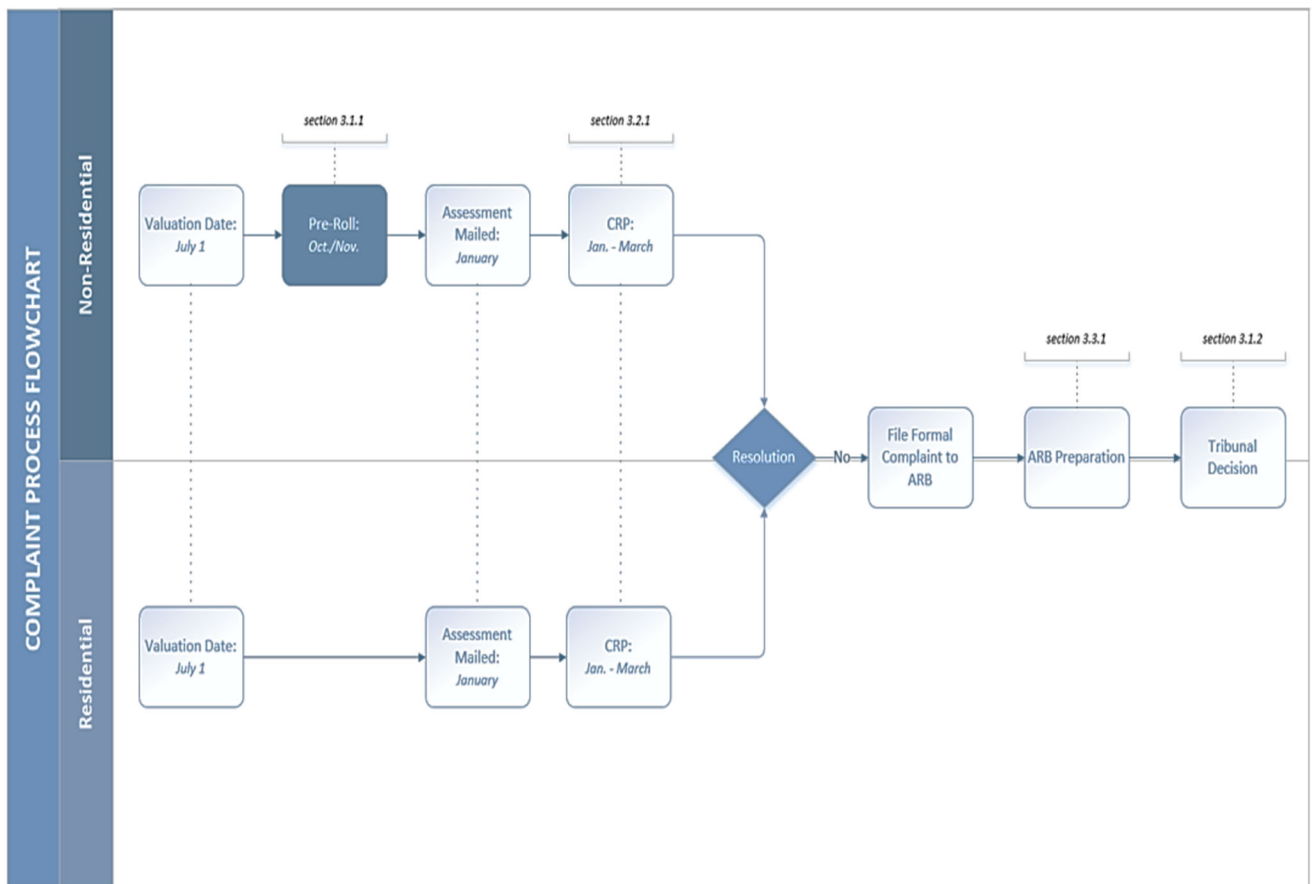 COMPLAINT PROCESS FLOWCHART
Non-Residential
section 3.1.1
section 3.2.1
Valuation Date:
July 1
Pre-Roll:
Oct./Nov.
Assessment
Mailed:
January
CRP:
Jan. - March
Resolution
No
File Formal
Complaint to
ARB
section 3.3.1
ARB Preparation
section 3.1.2
Tribunal
Decision
Residential
Valuation Date:
July 1
Assessment
Mailed:
January
CRP:
Jan. - March